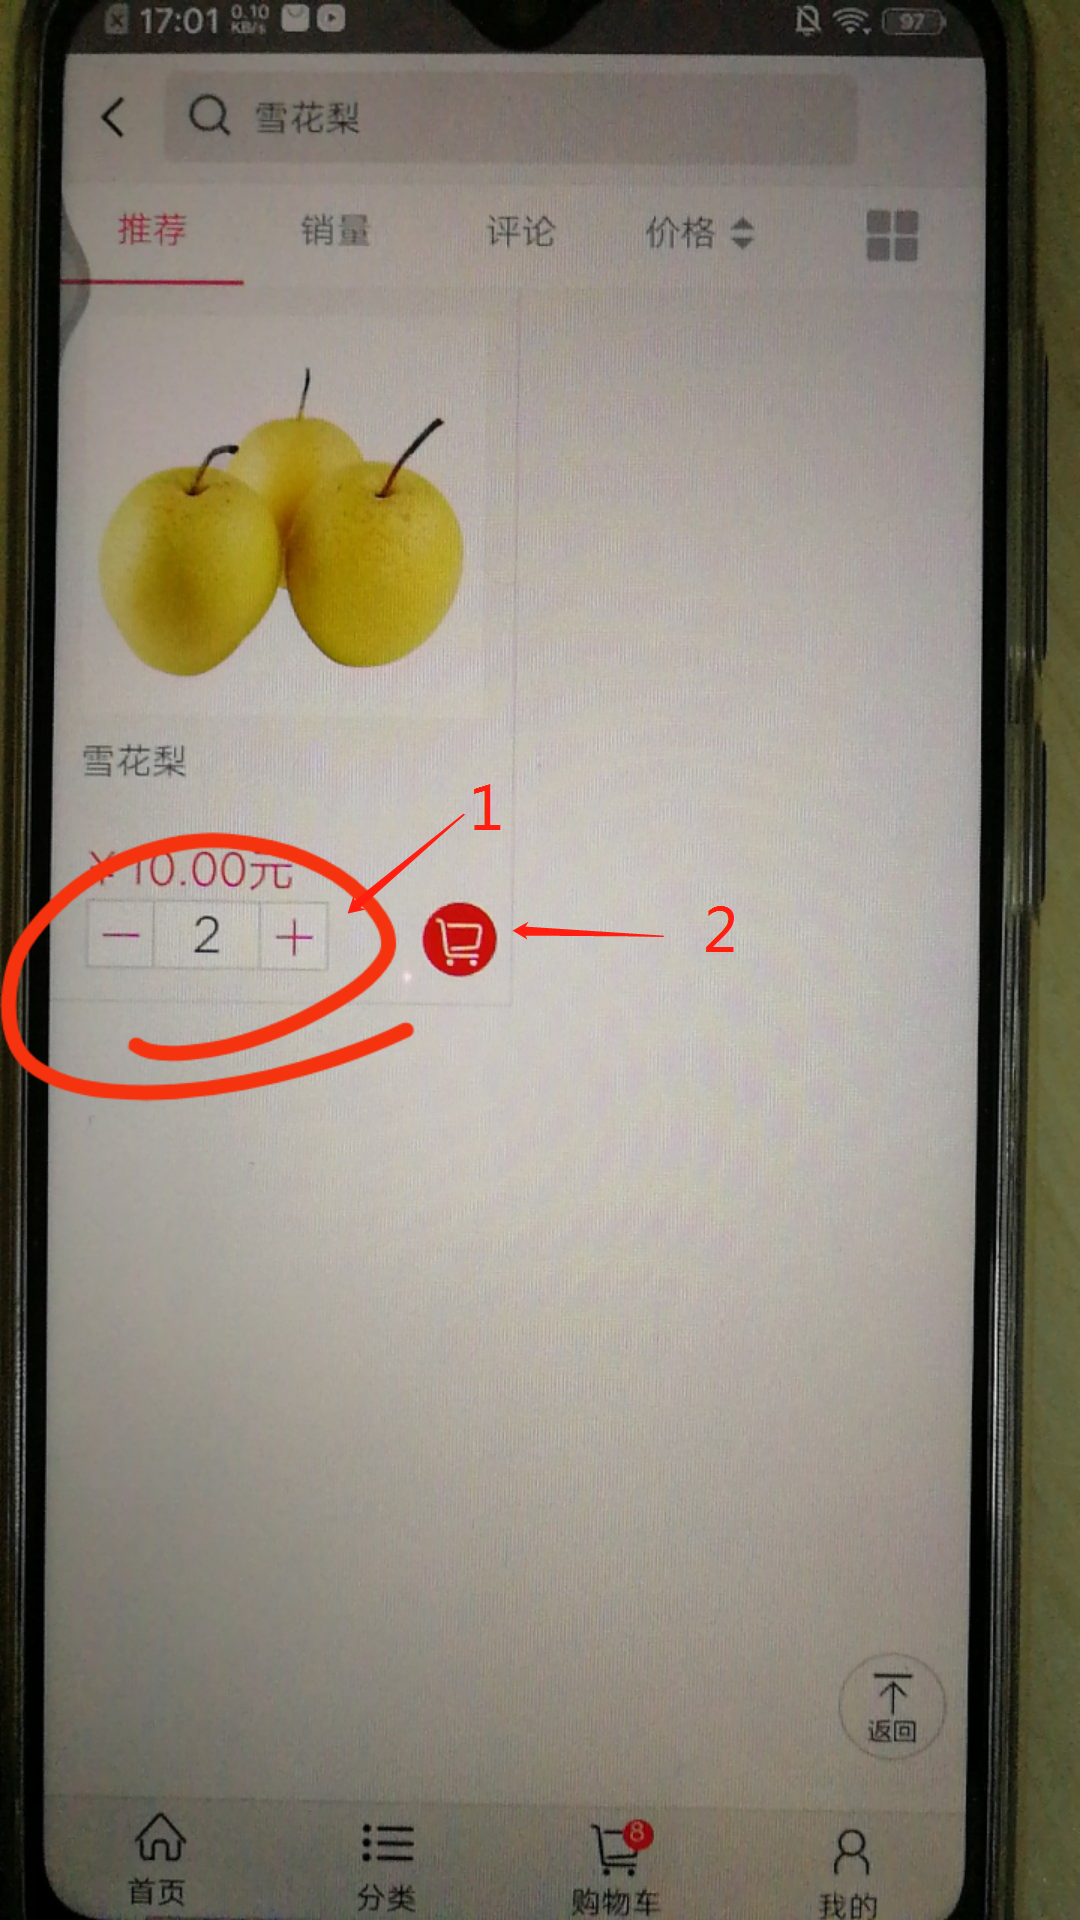 17:01 0.10 KB/s 97
雪花梨
推荐 销量 评论 价格
雪花梨
1
¥10.00元
2
2
返回
8
首页 分类 购物车 我的